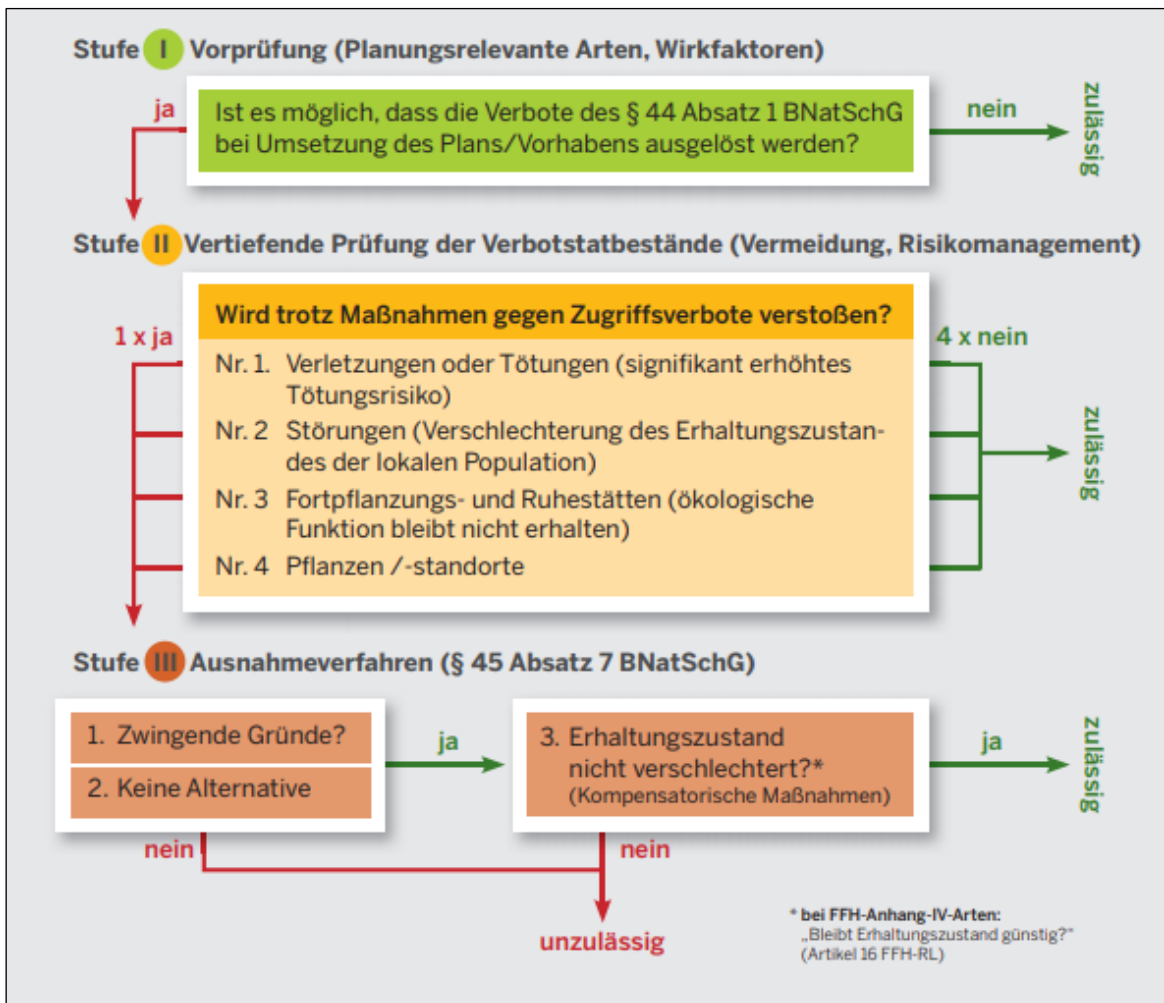 Stufe I Vorprüfung (Planungsrelevante Arten, Wirkfaktoren)
ja
Ist es möglich, dass die Verbote des § 44 Absatz 1 BNatSchG
bei Umsetzung des Plans/Vorhabens ausgelöst werden?
nein
zulässig
Stufe II Vertiefende Prüfung der Verbotstatbestände (Vermeidung, Risikomanagement)
1 x ja
Wird trotz Maßnahmen gegen Zugriffsverbote verstoßen?
4 x nein
Nr. 1. Verletzungen oder Tötungen (signifikant erhöhtes
Tötungsrisiko)
Nr. 2 Störungen (Verschlechterung des Erhaltungszustan-
des der lokalen Population)
Nr. 3 Fortpflanzungs- und Ruhestätten (ökologische
Funktion bleibt nicht erhalten)
Nr. 4 Pflanzen /-standorte
zulässig
Stufe III Ausnahmeverfahren (§ 45 Absatz 7 BNatSchG)
1. Zwingende Gründe?
2. Keine Alternative
ja
3. Erhaltungszustand
nicht verschlechtert?*
(Kompensatorische Maßnahmen)
ja
zulässig
nein
nein
unzulässig
* bei FFH-Anhang-IV-Arten:
„Bleibt Erhaltungszustand günstig?"
(Artikel 16 FFH-RL)